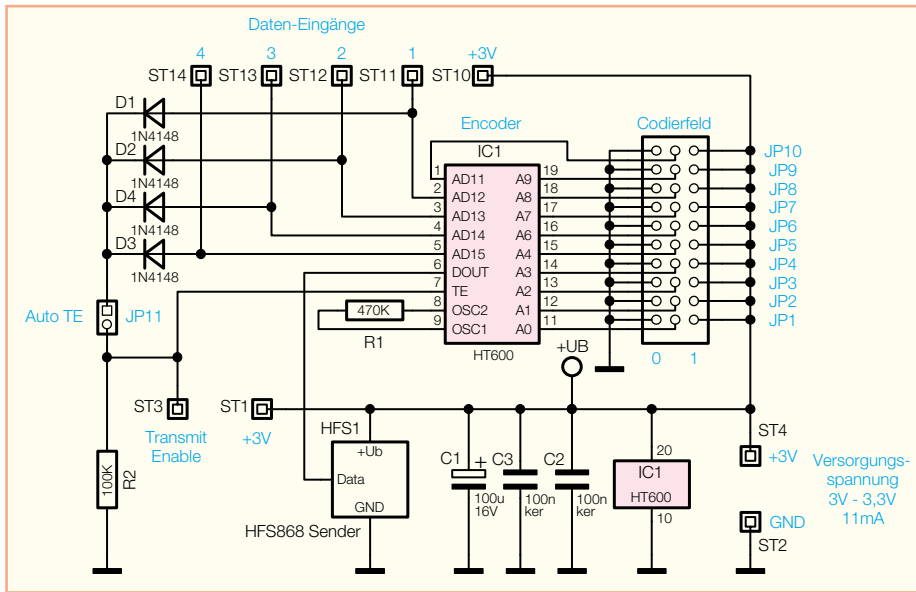 Daten-Eingänge
4 3 2 1 +3V
ST14 ST13 ST12 ST11 ST10
D1
1N4148
D2
1N4148
D4
1N4148
D3
1N4148
Auto TE JP11
Encoder
IC1
1 AD11 A9 19
2 AD12 A8 18
3 AD13 A7 17
4 AD14 A6 16
5 AD15 A4 15
6 DOUT A3 14
7 TE A2 13
8 OSC2 A1 12
9 OSC1 A0 11
HT600
470K
R1
Codierfeld
JP10
JP9
JP8
JP7
JP6
JP5
JP4
JP3
JP2
JP1
0 1
+UB
ST3
Transmit
Enable
ST1
+3V
100K
R2
HFS1
+Ub
Data
GND
HFS868 Sender
C1
+
100u
16V
C3
100n
ker
C2
100n
ker
20
IC1
HT600
10
ST4
+3V
GND
ST2
Versorgungs-
spannung
3V - 3,3V
11mA